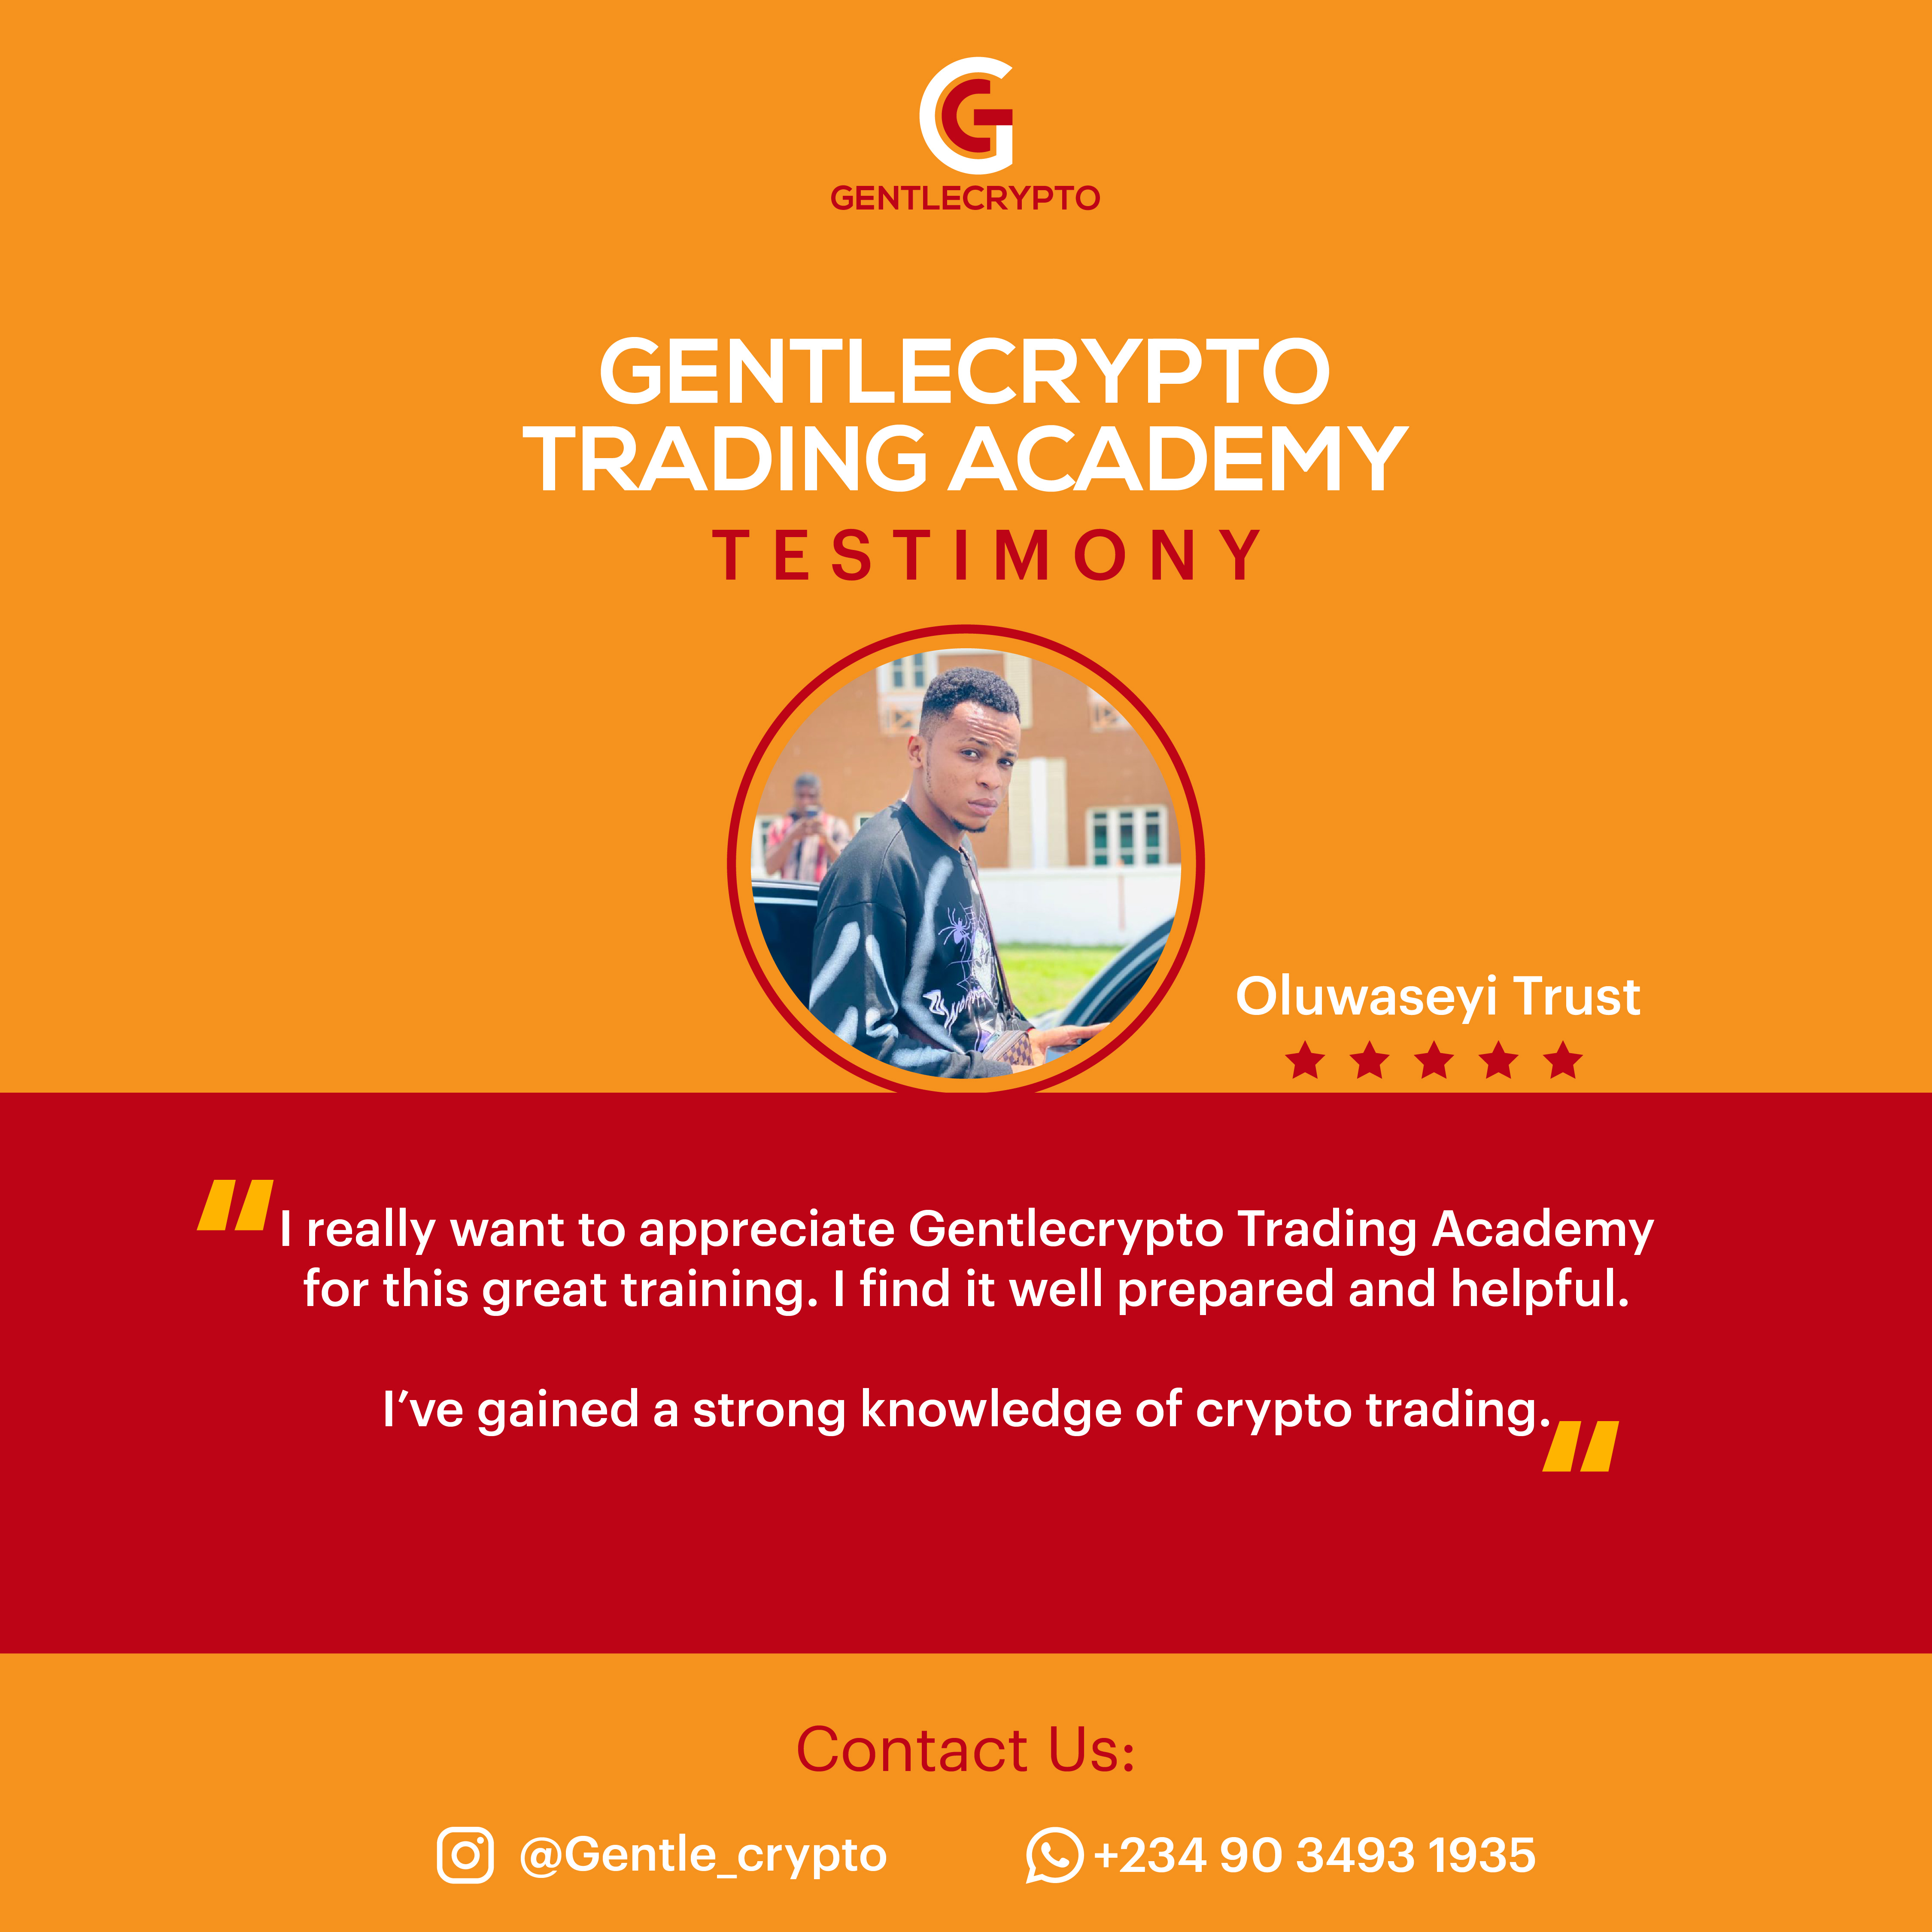 GENTLECRYPTO
GENTLECRYPTO
TRADING ACADEMY
TESTIMONY
Oluwaseyi Trust
"I really want to appreciate Gentlecrypto Trading Academy
for this great training. I find it well prepared and helpful.
I’ve gained a strong knowledge of crypto trading."
Contact Us:
@Gentle_crypto
+234 90 3493 1935